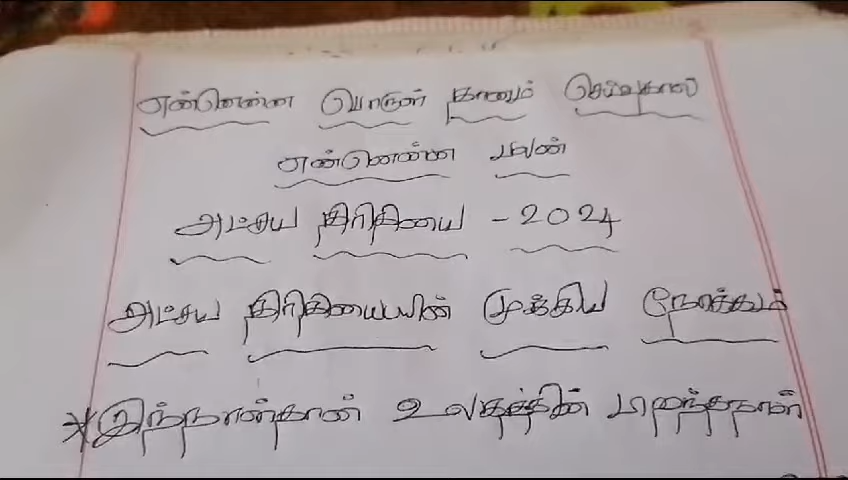 என்னென்ன பொருள் தானம் செய்வதால்
என்னென்ன பலன்
அட்சய திரிதியை - 2024
அட்சய திரிதியையின் முக்கிய நோக்கம்
* இந்நாள்தான் உலகத்தின் பிறந்தநாள்